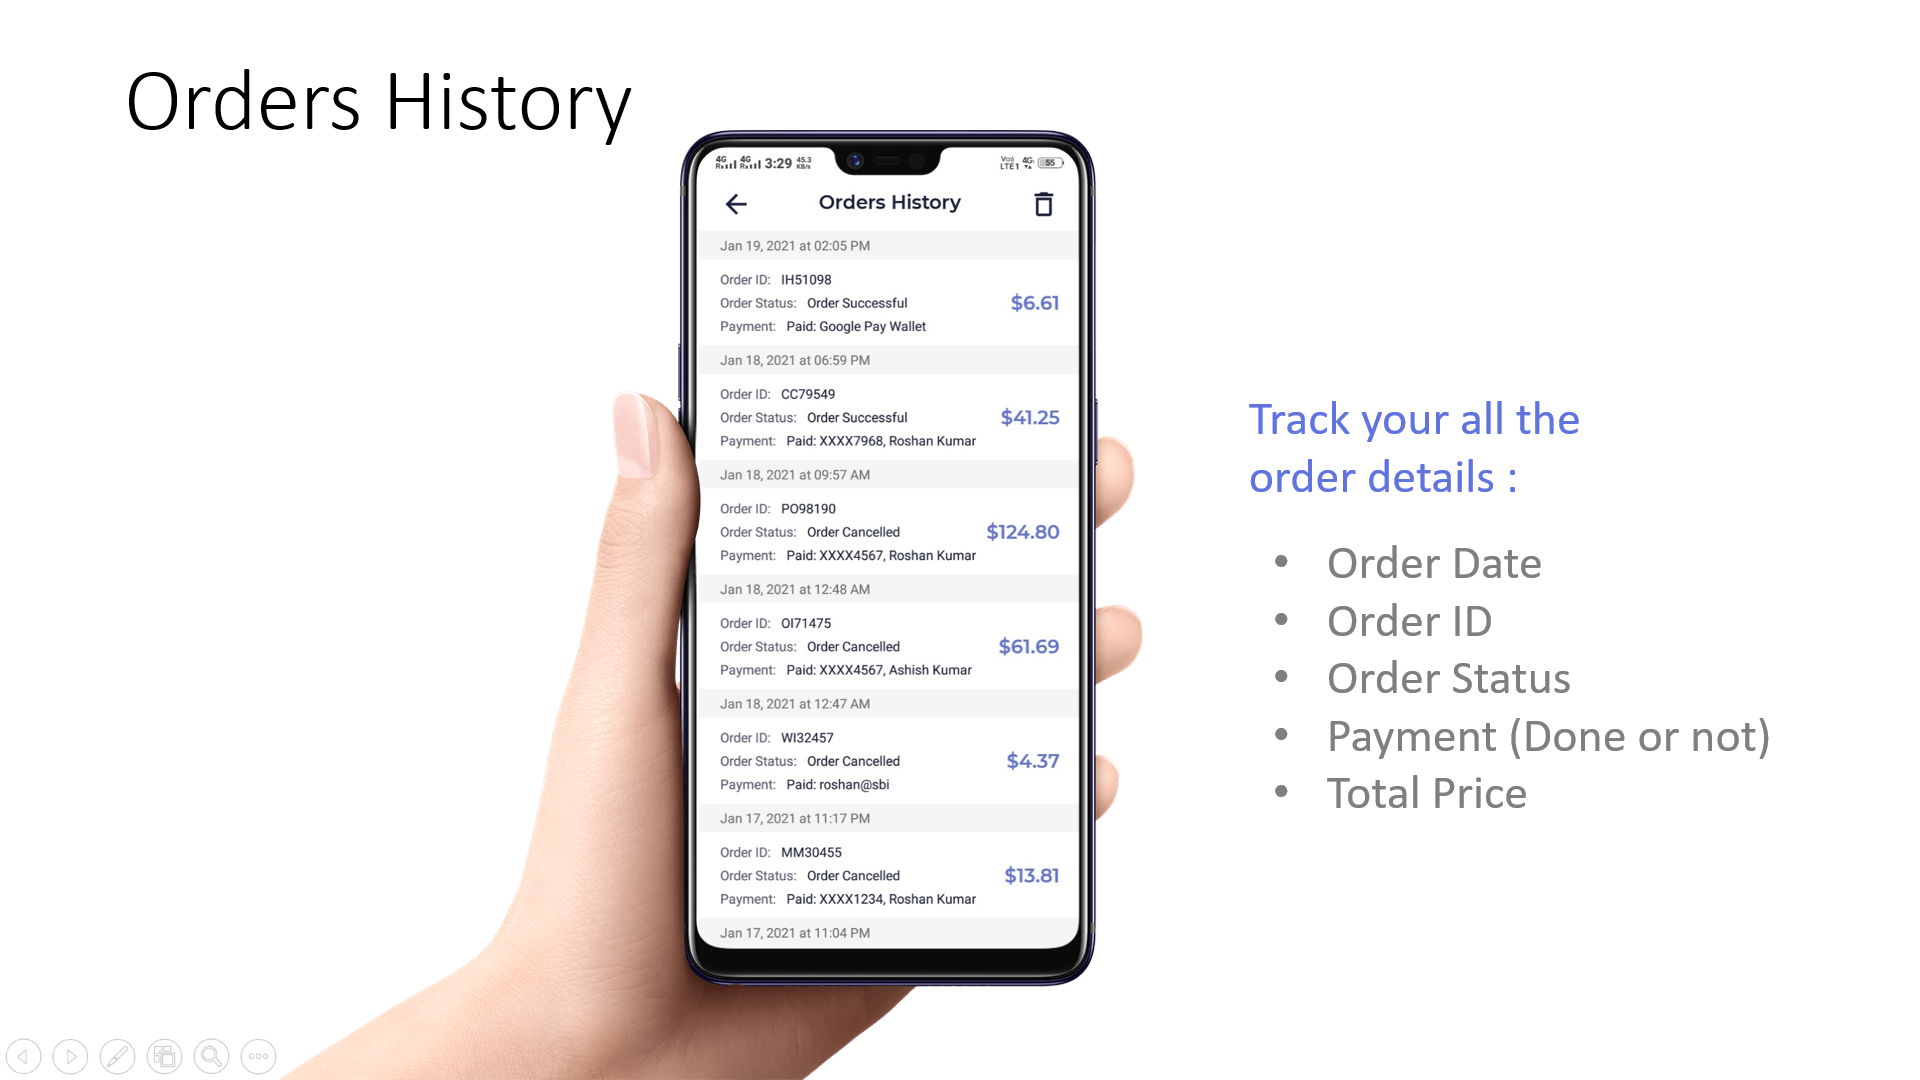 Orders History
4G 4G 3:29 45.3 KB/s
LTE1 4G 55
Orders History
Jan 19, 2021 at 02:05 PM
Order ID: IH51098
Order Status: Order Successful
$6.61
Payment: Paid: Google Pay Wallet
Jan 18, 2021 at 06:59 PM
Order ID: CC79549
Order Status: Order Successful
$41.25
Payment: Paid: XXXX7968, Roshan Kumar
Jan 18, 2021 at 09:57 AM
Order ID: PO98190
Order Status: Order Cancelled
$124.80
Payment: Paid: XXXX4567, Roshan Kumar
Jan 18, 2021 at 12:48 AM
Order ID: OI71475
Order Status: Order Cancelled
$61.69
Payment: Paid: XXXX4567, Ashish Kumar
Jan 18, 2021 at 12:47 AM
Order ID: WI32457
Order Status: Order Cancelled
$4.37
Payment: Paid: roshan@sbi
Jan 17, 2021 at 11:17 PM
Order ID: MM30455
Order Status: Order Cancelled
$13.81
Payment: Paid: XXXX1234, Roshan Kumar
Jan 17, 2021 at 11:04 PM
Track your all the
order details :
• Order Date
• Order ID
• Order Status
• Payment (Done or not)
• Total Price